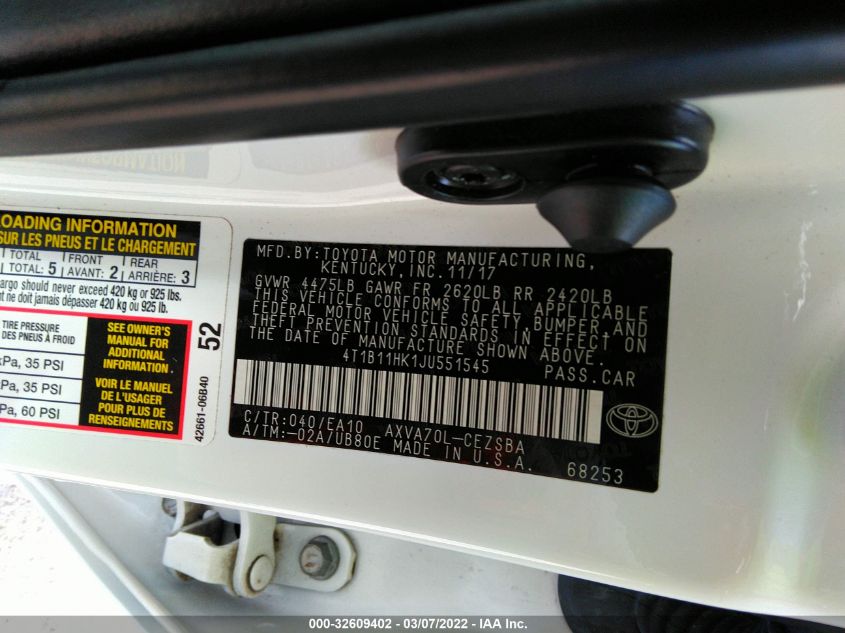 LOADING INFORMATION
SUR LES PNEUS ET LE CHARGEMENT
TOTAL FRONT REAR
TOTAL: 5 AVANT: 2 ARRIÈRE: 3
cargo should never exceed 420 kg or 925 lbs.
ne doit jamais dépasser 420 kg ou 925 lb.
TIRE PRESSURE
DES PNEUS À FROID
kPa, 35 PSI
kPa, 35 PSI
kPa, 60 PSI
SEE OWNER'S
MANUAL FOR
ADDITIONAL
INFORMATION
VOIR LE MANUEL
DE L'USAGER
POUR PLUS DE
RENSEIGNEMENTS
52
42661-06B40
MFD.BY:TOYOTA MOTOR MANUFACTURING,
KENTUCKY,INC.11/17
GVWR 4475LB GAWR FR 2620LB RR 2420LB
THIS VEHICLE CONFORMS TO ALL APPLICABLE
FEDERAL MOTOR VEHICLE SAFETY,BUMPER,AND
THEFT PREVENTION STANDARDS IN EFFECT ON
THE DATE OF MANUFACTURE SHOWN ABOVE.
4T1B11HK1JU551545 PASS.CAR
C/TR:040/EA10 AXVA70L-CEZSBA
A/TM:-02A/UB80E MADE IN U.S.A.
68253
000-32609402 - 03/07/2022 - IAA Inc.